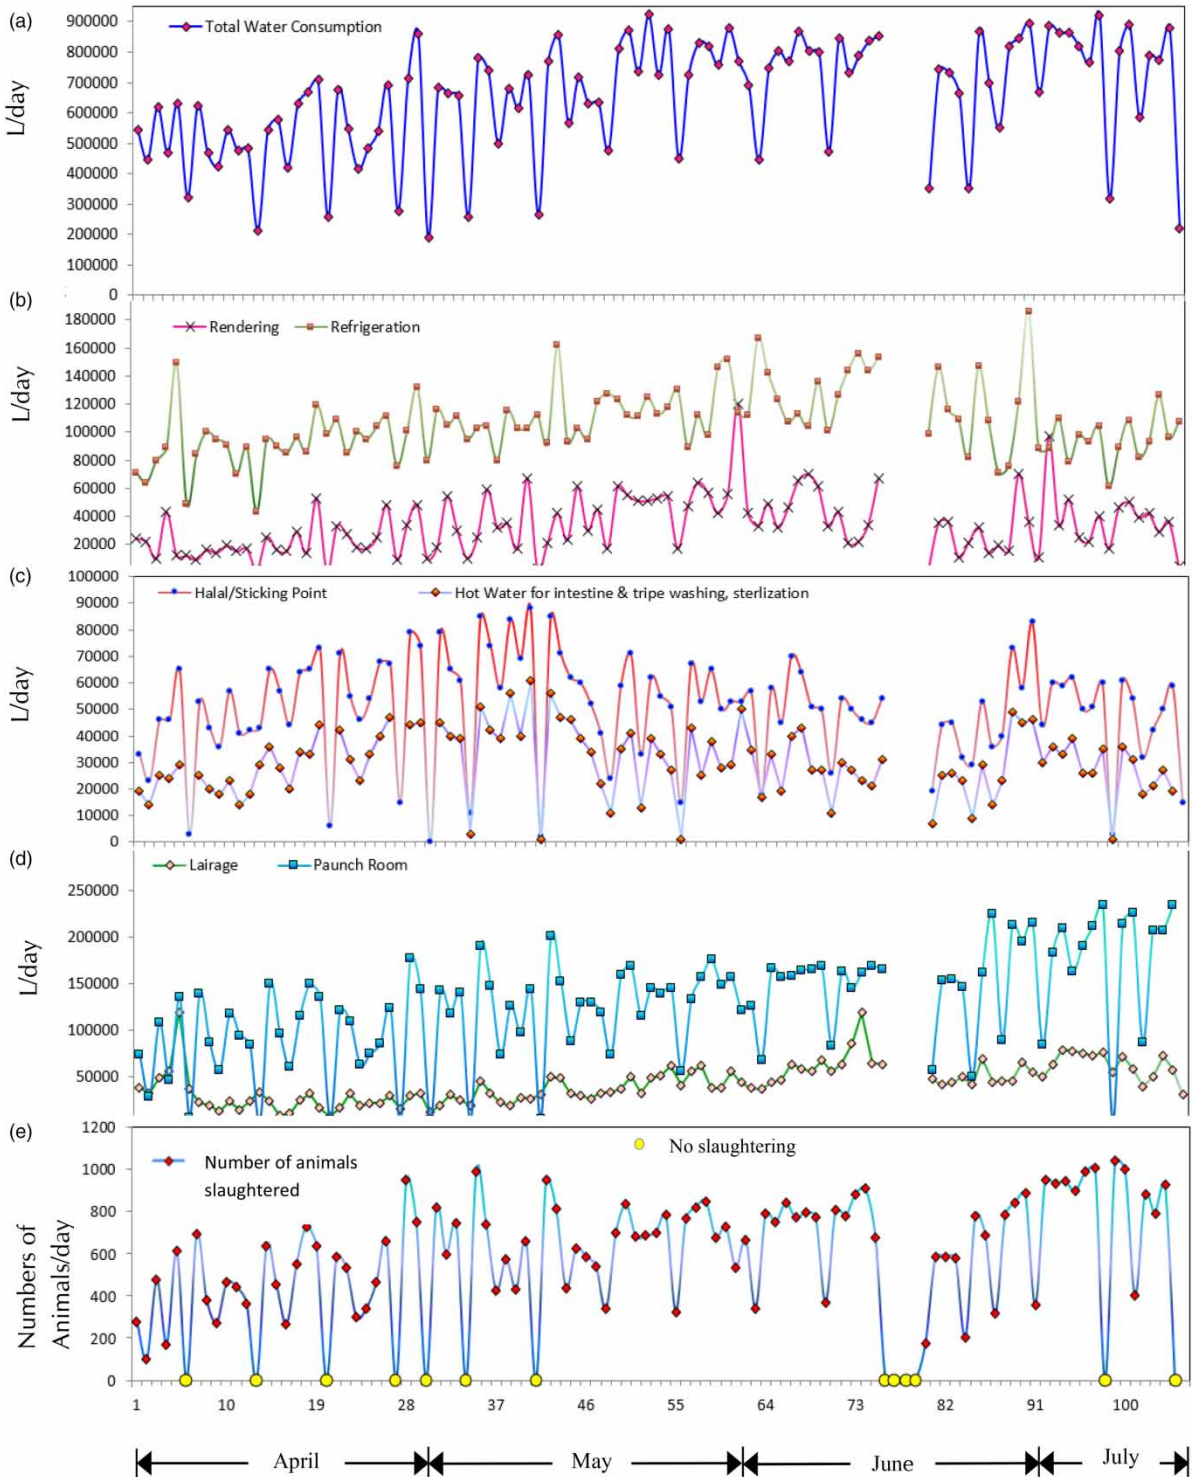 (a)
Total Water Consumption
L/day
900000
800000
700000
600000
500000
400000
300000
200000
100000
0
(b)
Rendering Refrigeration
L/day
180000
160000
140000
120000
100000
80000
60000
40000
20000
(c)
Halal/Sticking Point Hot Water for intestine & tripe washing, sterlization
L/day
100000
90000
80000
70000
60000
50000
40000
30000
20000
10000
0
(d)
Lairage Paunch Room
L/day
250000
200000
150000
100000
50000
(e)
Number of animals
slaughtered
No slaughtering
Numbers of
Animals/day
1200
1000
800
600
400
200
0
1 10 19 28 37 46 55 64 73 82 91 100
April May June July